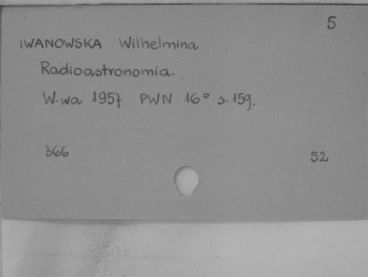 5
IWANOWSKA Wilhelmina
Radioastronomia.
W-wa 1957 PWN 16° s. 159.
366 52